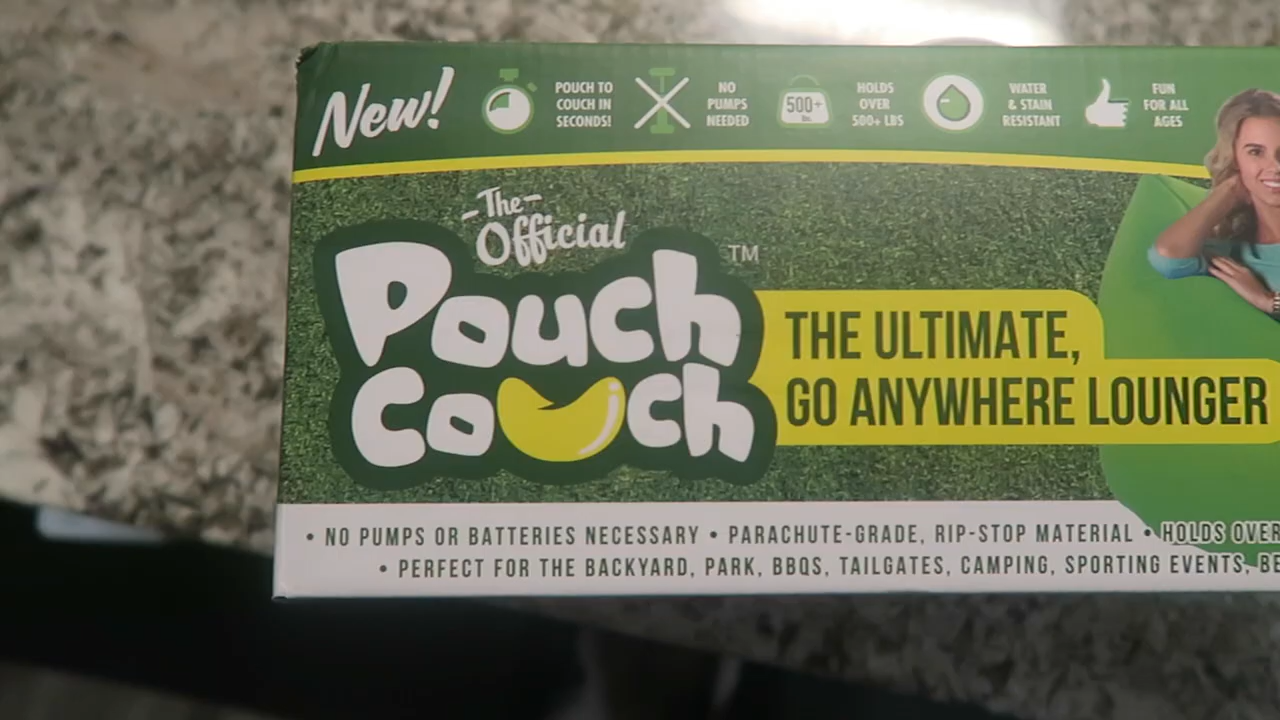 New!
POUCH TO
COUCH IN
SECONDS!
NO
PUMPS
NEEDED
500+
lbs.
HOLDS
OVER
500+ LBS
WATER
& STAIN
RESISTANT
FUN
FOR ALL
AGES
-The-
Official
Pouch
Couch
TM
THE ULTIMATE,
GO ANYWHERE LOUNGER
• NO PUMPS OR BATTERIES NECESSARY • PARACHUTE-GRADE, RIP-STOP MATERIAL • HOLDS OVER
• PERFECT FOR THE BACKYARD, PARK, BBQS, TAILGATES, CAMPING, SPORTING EVENTS, BE